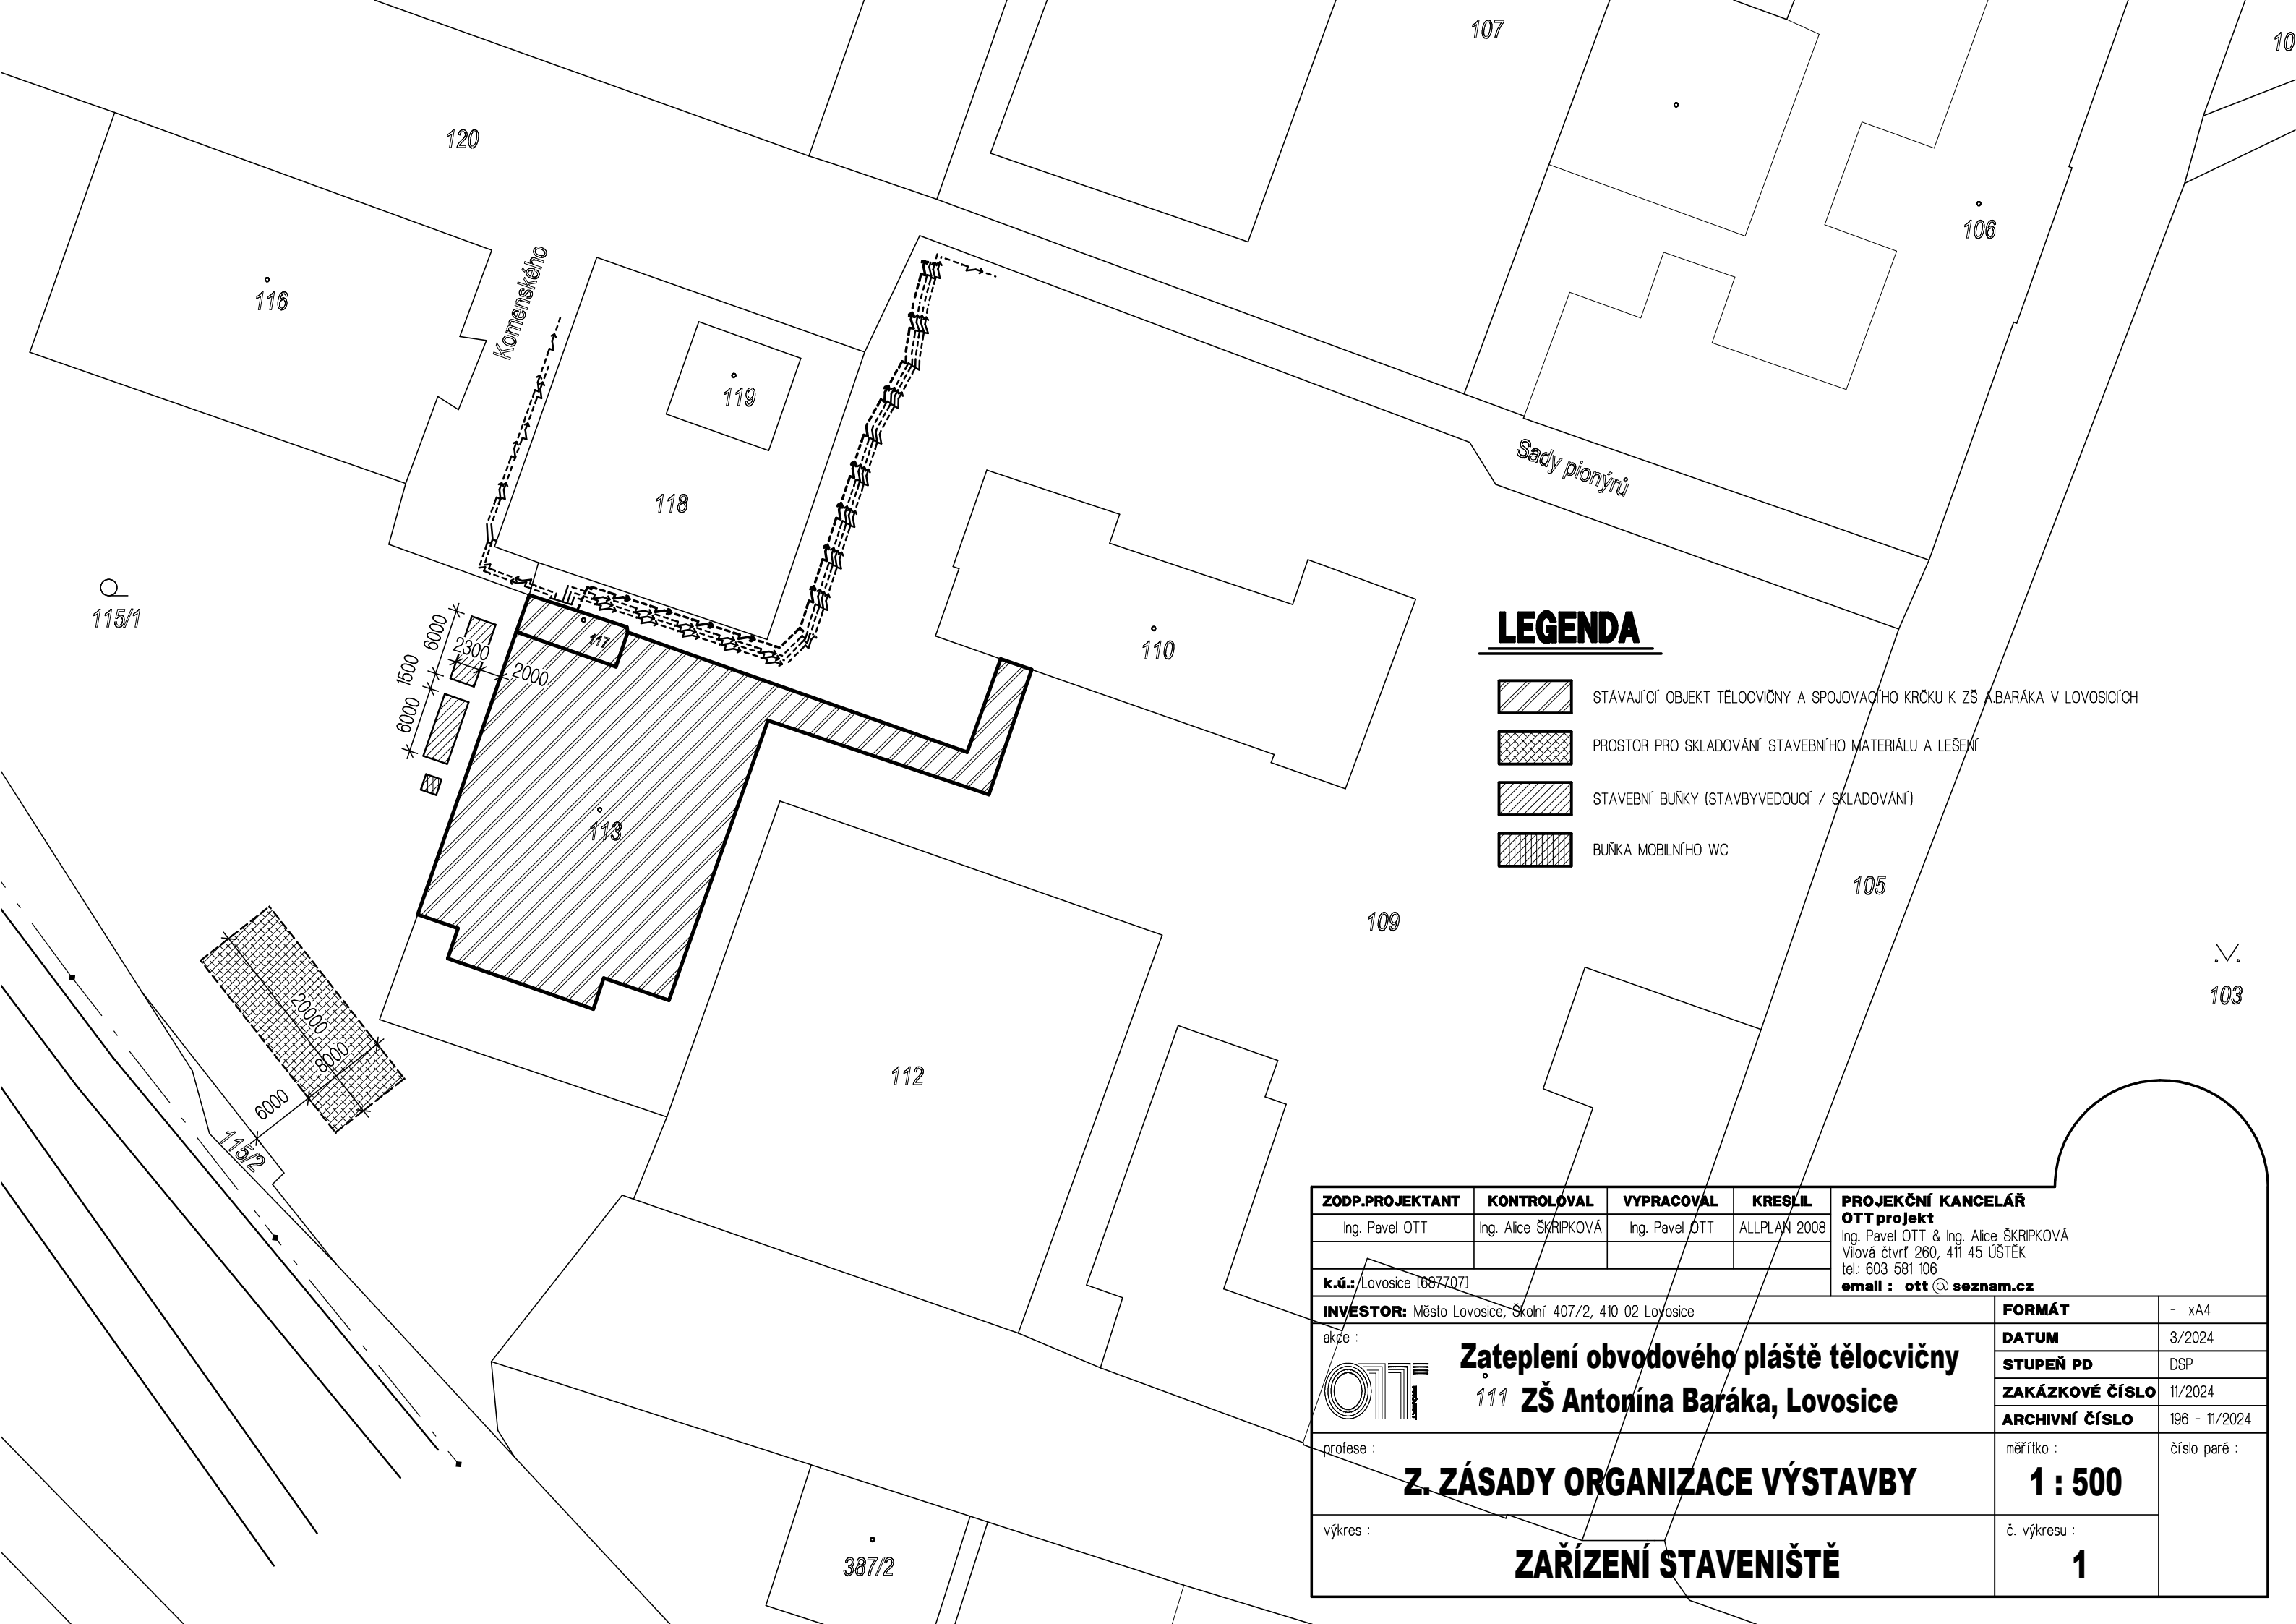 107
10
120
106
116
Komenského
119
118
Sady pionýrů
115/1
6000
2300
1500
2000
6000
117
110
113
LEGENDA
STÁVAJÍCÍ OBJEKT TĚLOCVIČNY A SPOJOVACÍHO KRČKU K ZŠ A.BARÁKA V LOVOSICÍCH
PROSTOR PRO SKLADOVÁNÍ STAVEBNÍHO MATERIÁLU A LEŠENÍ
STAVEBNÍ BUŇKY (STAVBYVEDOUCÍ / SKLADOVÁNÍ)
BUŇKA MOBILNÍHO WC
105
109
103
20000
8000
6000
115/2
112
387/2
111
ZODP.PROJEKTANT KONTROLOVAL VYPRACOVAL KRESLIL
Ing. Pavel OTT Ing. Alice ŠKRIPKOVÁ Ing. Pavel OTT ALLPLAN 2008
PROJEKČNÍ KANCELÁŘ
OTTprojekt
Ing. Pavel OTT & Ing. Alice ŠKRIPKOVÁ
Vilová čtvrť 260, 411 45 ÚŠTĚK
tel.: 603 581 106
email : ott @ seznam.cz
k.ú.: Lovosice [687707]
INVESTOR: Město Lovosice, Školní 407/2, 410 02 Lovosice
FORMÁT - xA4
DATUM 3/2024
STUPEŇ PD DSP
ZAKÁZKOVÉ ČÍSLO 11/2024
ARCHIVNÍ ČÍSLO 196 - 11/2024
akce :
OTT PROJEKT
Zateplení obvodového pláště tělocvičny
ZŠ Antonína Baráka, Lovosice
profese :
Z. ZÁSADY ORGANIZACE VÝSTAVBY
měřítko :
1 : 500
číslo paré :
výkres :
ZAŘÍZENÍ STAVENIŠTĚ
č. výkresu :
1